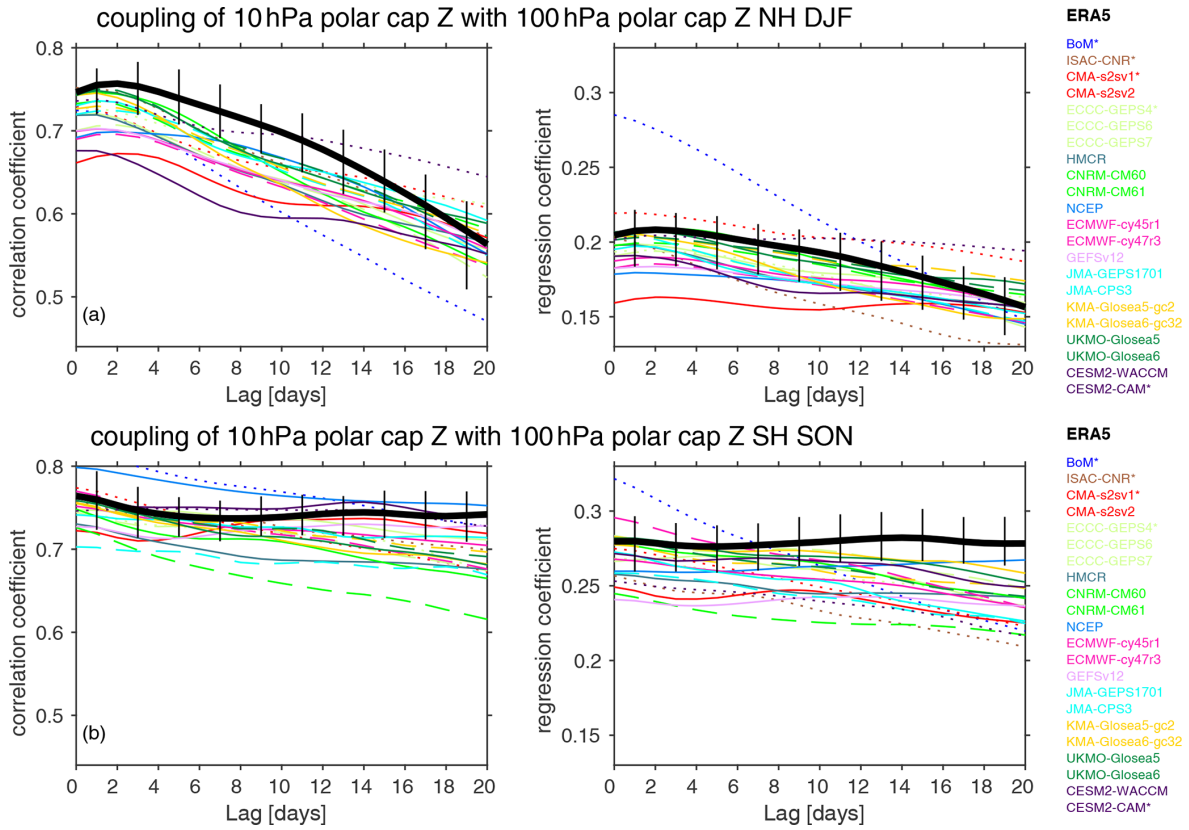 coupling of 10 hPa polar cap Z with 100 hPa polar cap Z NH DJF
correlation coefficient
0.8
0.7
0.6
0.5
(a)
0 2 4 6 8 10 12 14 16 18 20
Lag [days]
regression coefficient
0.3
0.25
0.2
0.15
0 2 4 6 8 10 12 14 16 18 20
Lag [days]
ERA5
BoM*
ISAC-CNR*
CMA-s2sv1*
CMA-s2sv2
ECCC-GEPS4*
ECCC-GEPS6
ECCC-GEPS7
HMCR
CNRM-CM60
CNRM-CM61
NCEP
ECMWF-cy45r1
ECMWF-cy47r3
GEFSv12
JMA-GEPS1701
JMA-CPS3
KMA-Glosea5-gc2
KMA-Glosea6-gc32
UKMO-Glosea5
UKMO-Glosea6
CESM2-WACCM
CESM2-CAM*
coupling of 10 hPa polar cap Z with 100 hPa polar cap Z SH SON
correlation coefficient
0.8
0.7
0.6
0.5
(b)
0 2 4 6 8 10 12 14 16 18 20
Lag [days]
regression coefficient
0.3
0.25
0.2
0.15
0 2 4 6 8 10 12 14 16 18 20
Lag [days]
ERA5
BoM*
ISAC-CNR*
CMA-s2sv1*
CMA-s2sv2
ECCC-GEPS4*
ECCC-GEPS6
ECCC-GEPS7
HMCR
CNRM-CM60
CNRM-CM61
NCEP
ECMWF-cy45r1
ECMWF-cy47r3
GEFSv12
JMA-GEPS1701
JMA-CPS3
KMA-Glosea5-gc2
KMA-Glosea6-gc32
UKMO-Glosea5
UKMO-Glosea6
CESM2-WACCM
CESM2-CAM*